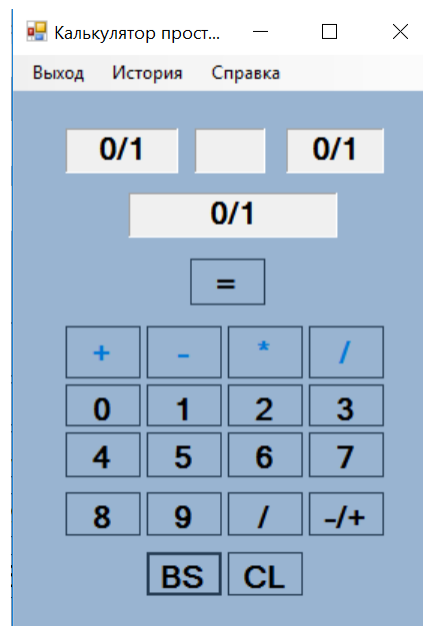 Калькулятор прост...
Выход История Справка
0/1 0/1
0/1
=
+ - * /
0 1 2 3
4 5 6 7
8 9 / -/+
BS CL